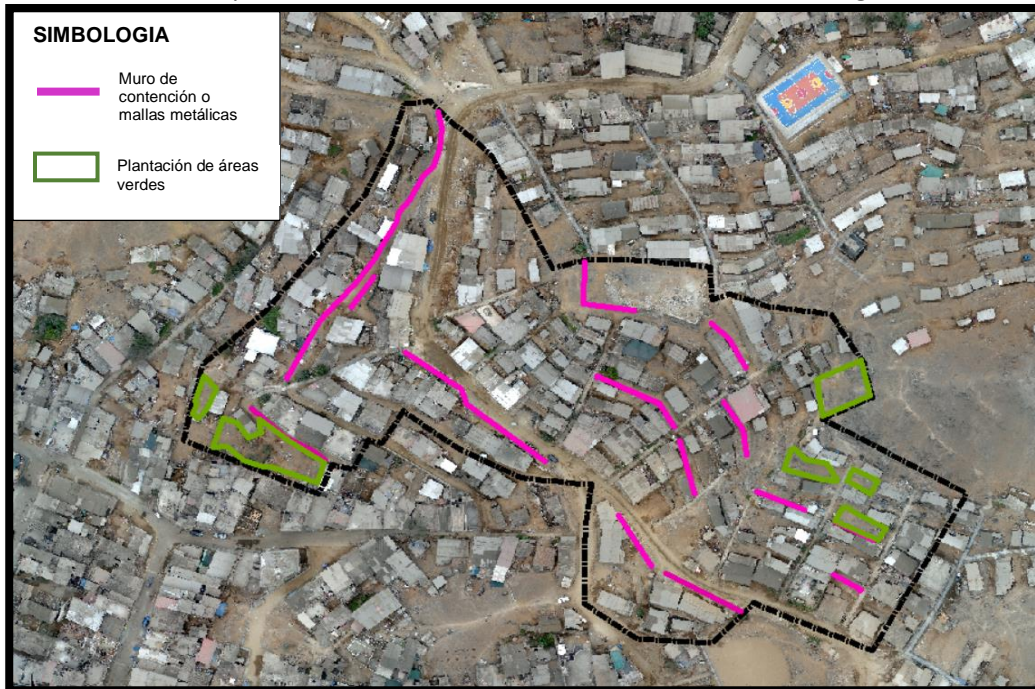 SIMBOLOGIA
Muro de
contención o
mallas metálicas
Plantación de áreas
verdes